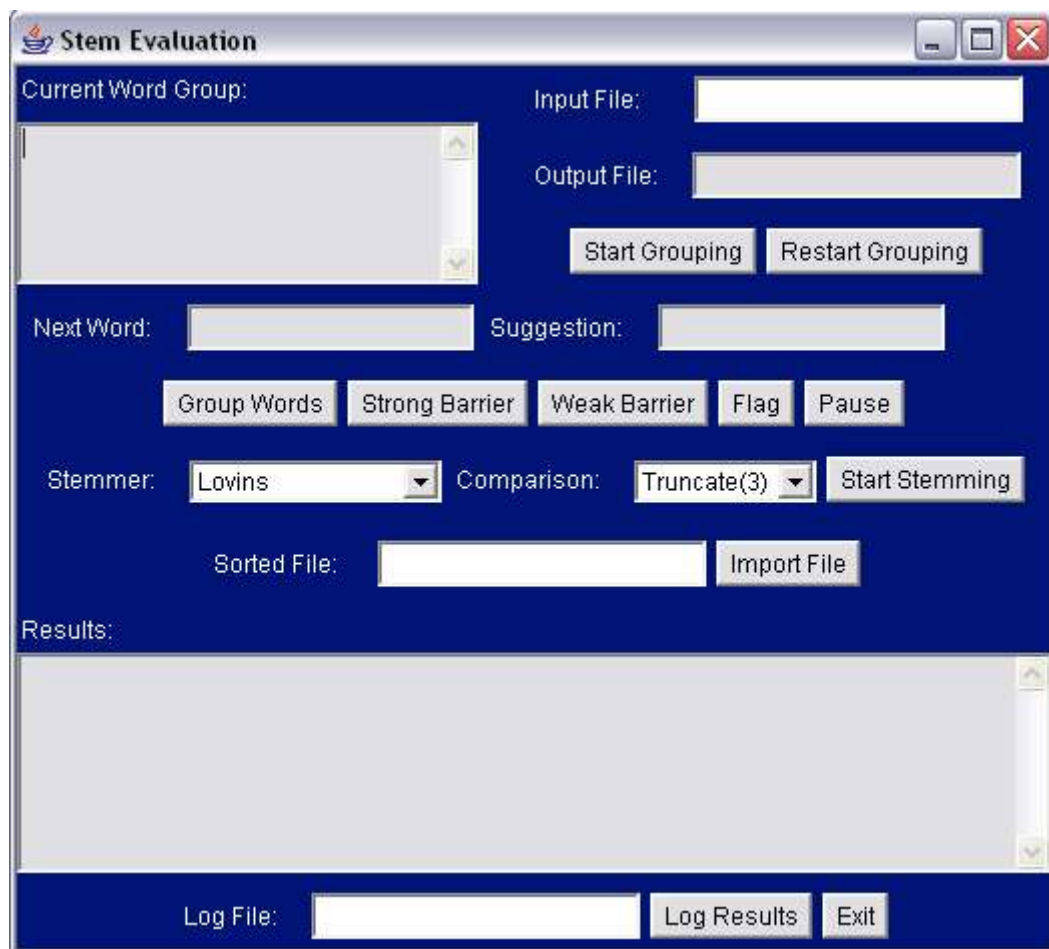 Stem Evaluation
Current Word Group:
Input File:
Output File:
Start Grouping Restart Grouping
Next Word: Suggestion:
Group Words Strong Barrier Weak Barrier Flag Pause
Stemmer: Lovins Comparison: Truncate(3) Start Stemming
Sorted File: Import File
Results:
Log File: Log Results Exit